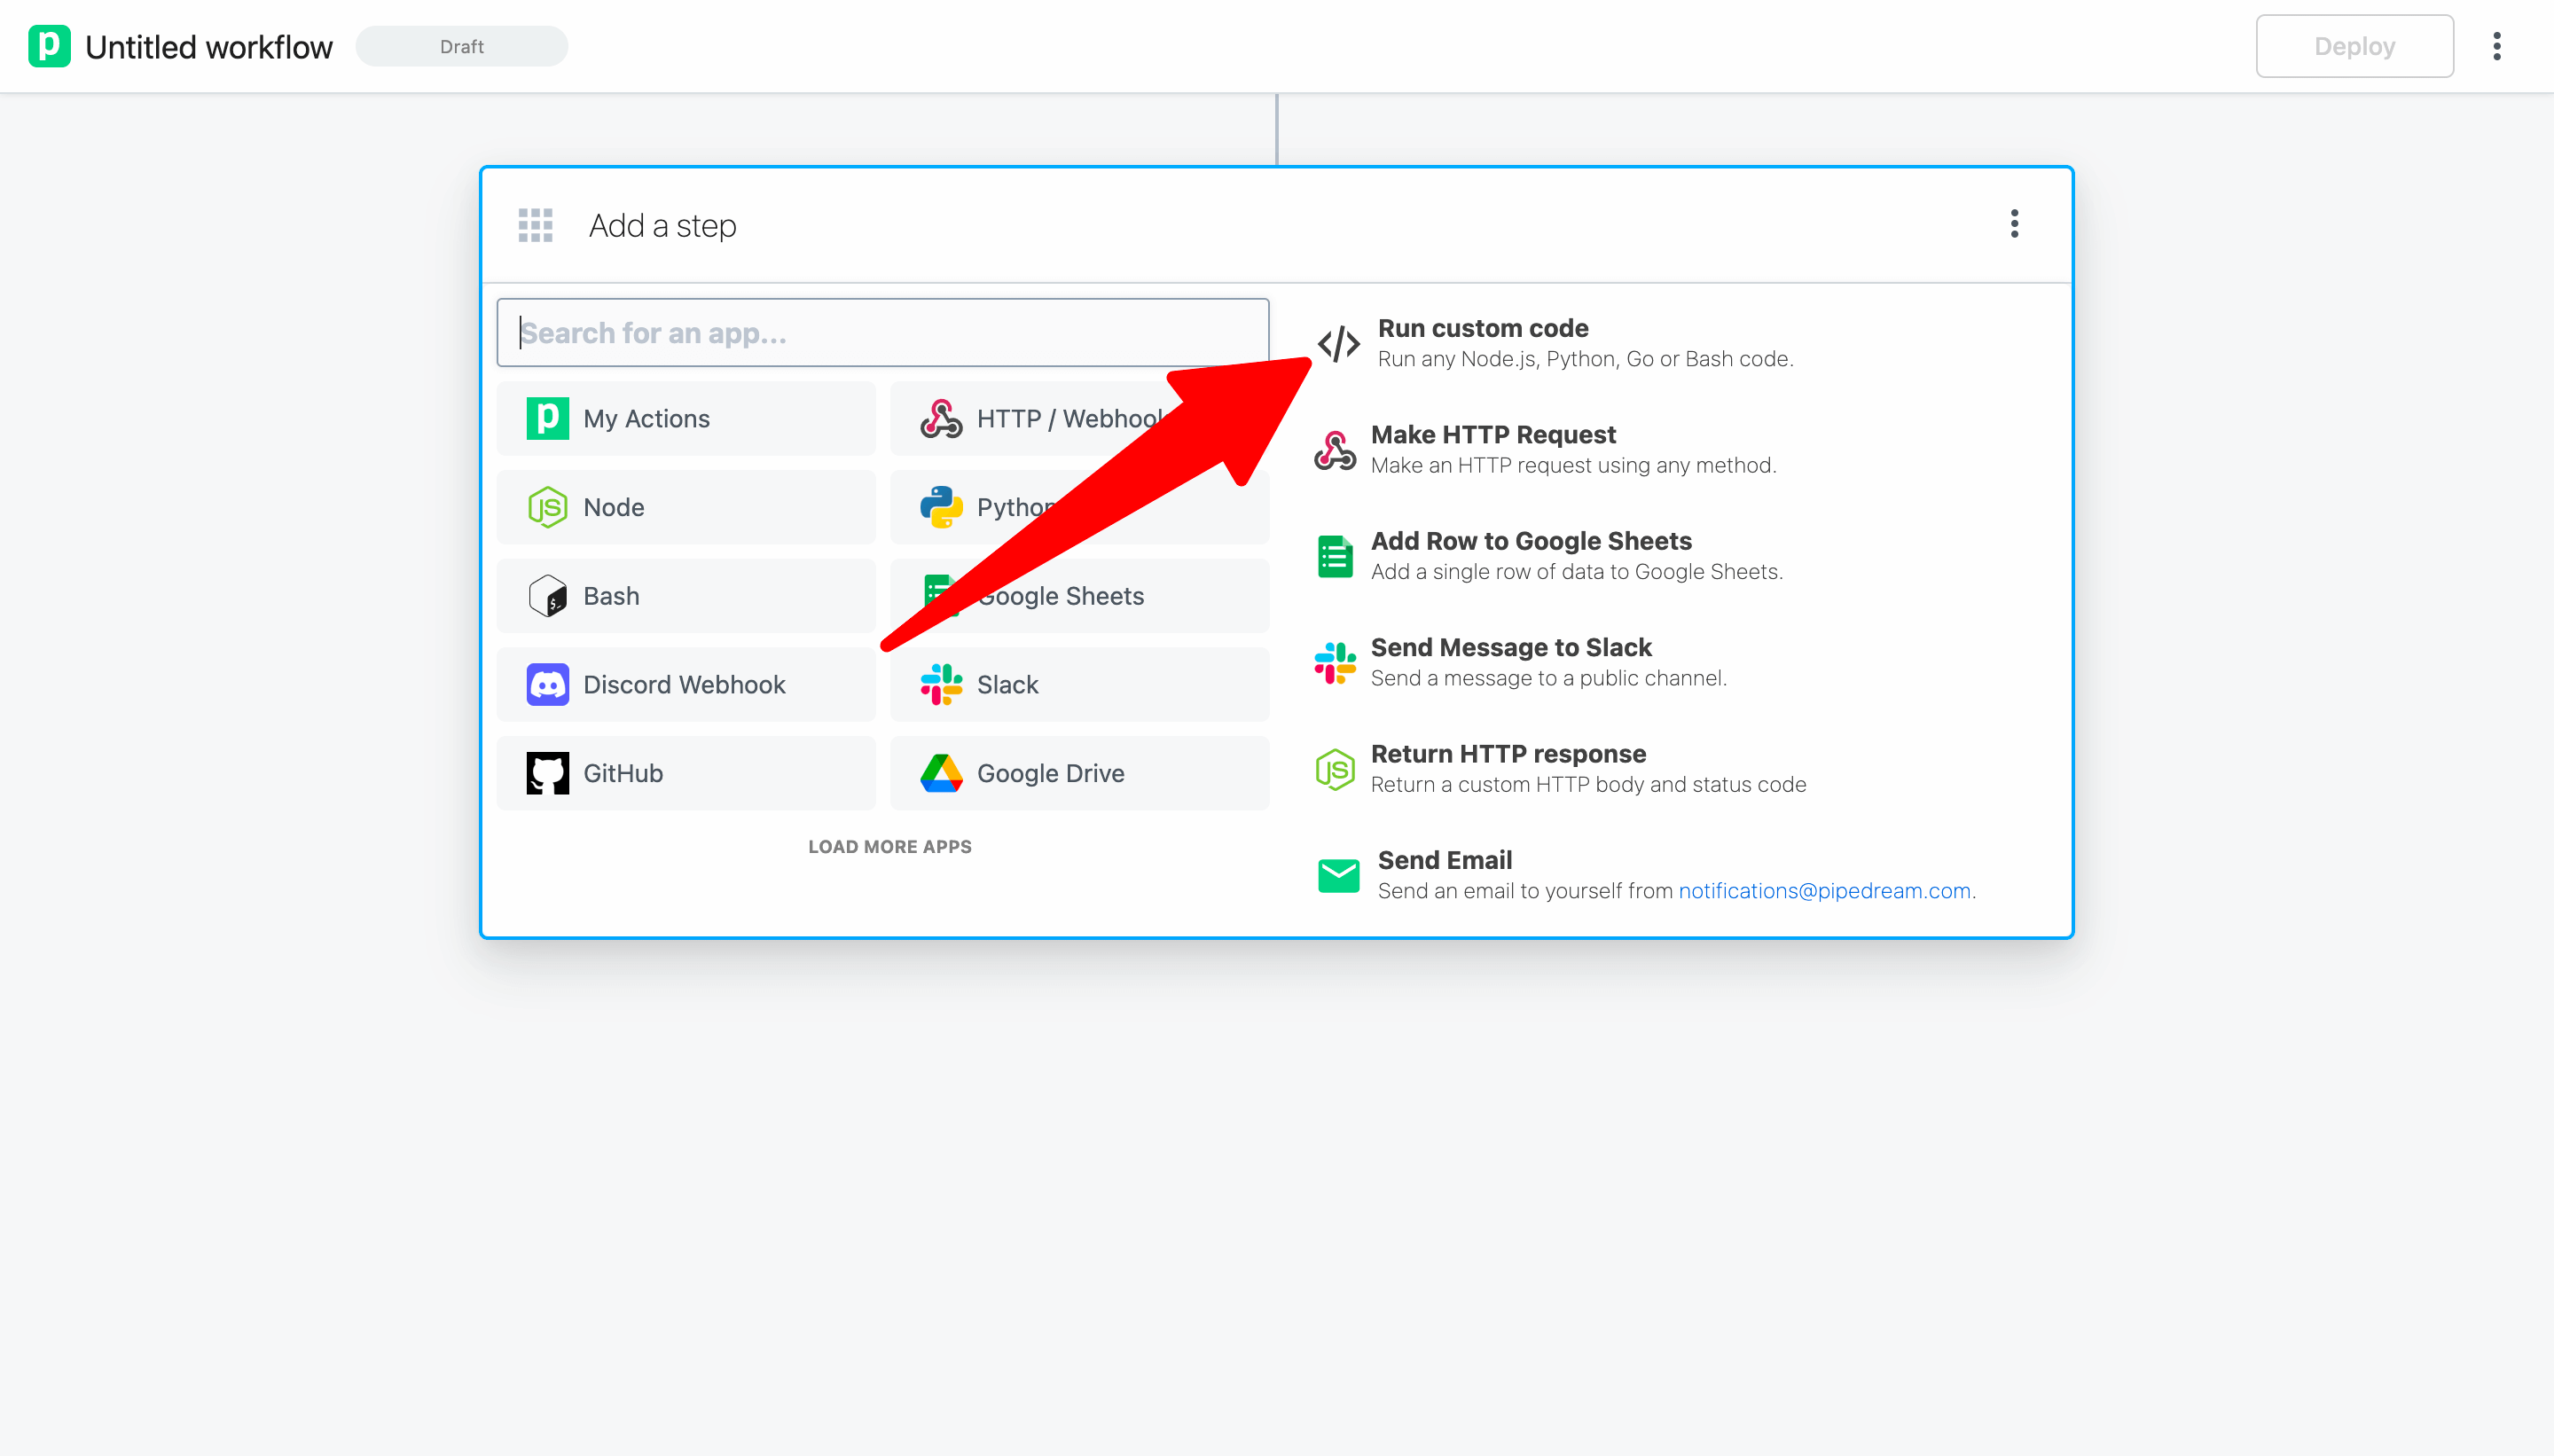 Untitled workflow
Draft
Deploy
Add a step
Search for an app...
My Actions
HTTP /
Node
Bash
Google Sheets
Discord Webhook
Slack
GitHub
Google Drive
LOAD MORE APPS
Run custom code
Run any Node.js, Python, Go or Bash code.
Make HTTP Request
Make an HTTP request using any method.
Add Row to Google Sheets
Add a single row of data to Google Sheets.
Send Message to Slack
Send a message to a public channel.
Return HTTP response
Return a custom HTTP body and status code
Send Email
Send an email to yourself from notifications@pipedream.com.